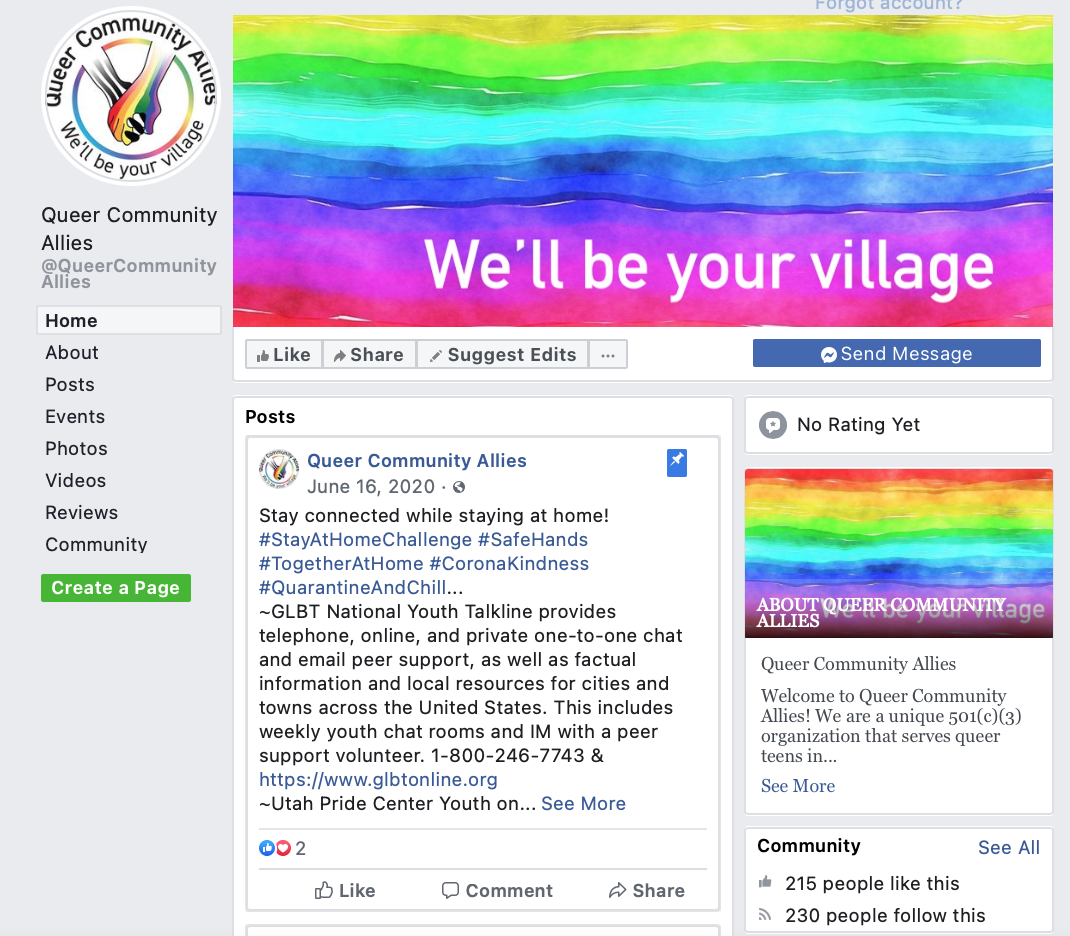 Forgot account?
Queer Community Allies
We'll be your village
We'll be your village
Queer Community
Allies
@QueerCommunity
Allies
Home
About
Posts
Events
Photos
Videos
Reviews
Community
Create a Page
Like Share Suggest Edits ...
Send Message
Posts
Queer Community Allies
June 16, 2020 ·
Stay connected while staying at home!
#StayAtHomeChallenge #SafeHands
#TogetherAtHome #CoronaKindness
#QuarantineAndChill...
~GLBT National Youth Talkline provides
telephone, online, and private one-to-one chat
and email peer support, as well as factual
information and local resources for cities and
towns across the United States. This includes
weekly youth chat rooms and IM with a peer
support volunteer. 1-800-246-7743 &
https://www.glbtonline.org
~Utah Pride Center Youth on... See More
2
Like Comment Share
No Rating Yet
We'll be your village
ABOUT QUEER COMMUNITY
ALLIES
Queer Community Allies
Welcome to Queer Community
Allies! We are a unique 501(c)(3)
organization that serves queer
teens in...
See More
Community See All
215 people like this
230 people follow this